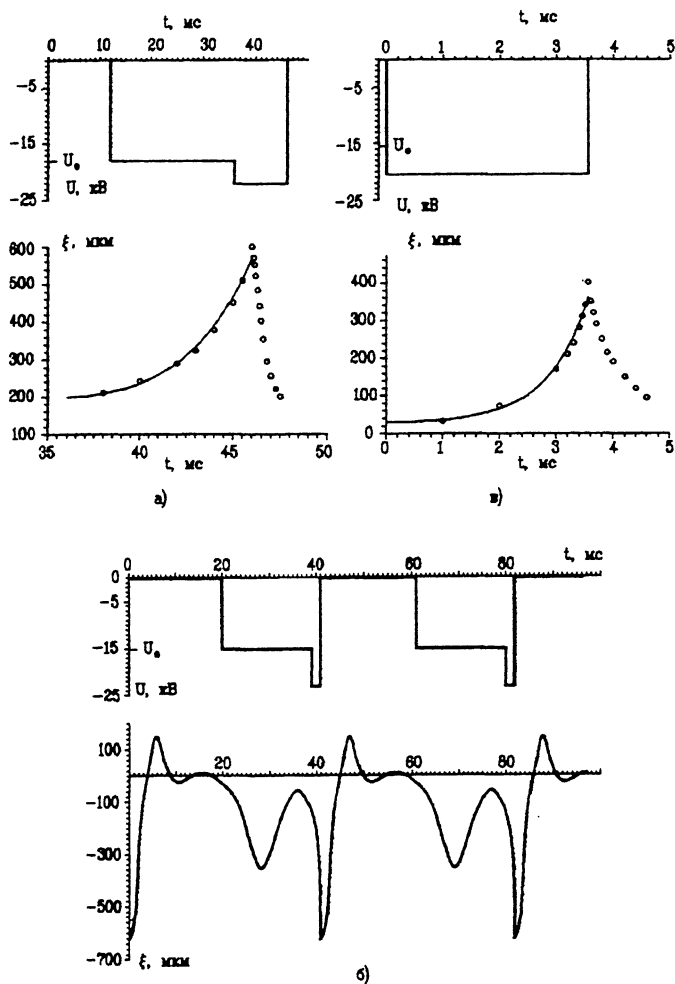 t, мс t, мс
0 10 20 30 40 0 1 2 3 4 5
-5 -5
-15 -15
U₀ U₀
U, кВ
-25 -25
U, кВ
ξ, мкм ξ, мкм
600
500
400 400
300 300
200 200
100 100
0
35 40 45 50 0 1 2 3 4 5
t, мс t, мс
а) в)
t, мс
0 20 40 60 80
0
-5
-15 U₀
U, кВ
-25
100
20 40 60 80
-100
-300
-500
-700
ξ, мкм
б)